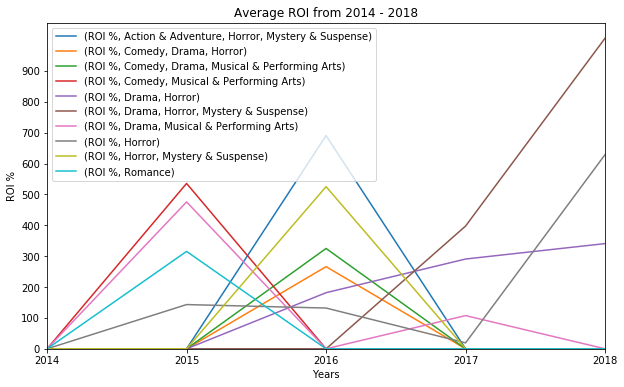 Average ROI from 2014 - 2018
(ROI %, Action & Adventure, Horror, Mystery & Suspense)
(ROI %, Comedy, Drama, Horror)
(ROI %, Comedy, Drama, Musical & Performing Arts)
(ROI %, Comedy, Musical & Performing Arts)
(ROI %, Drama, Horror)
(ROI %, Drama, Horror, Mystery & Suspense)
(ROI %, Drama, Musical & Performing Arts)
(ROI %, Horror)
(ROI %, Horror, Mystery & Suspense)
(ROI %, Romance)
ROI %
900
800
700
600
500
400
300
200
100
0
2014 2015 2016 2017 2018
Years